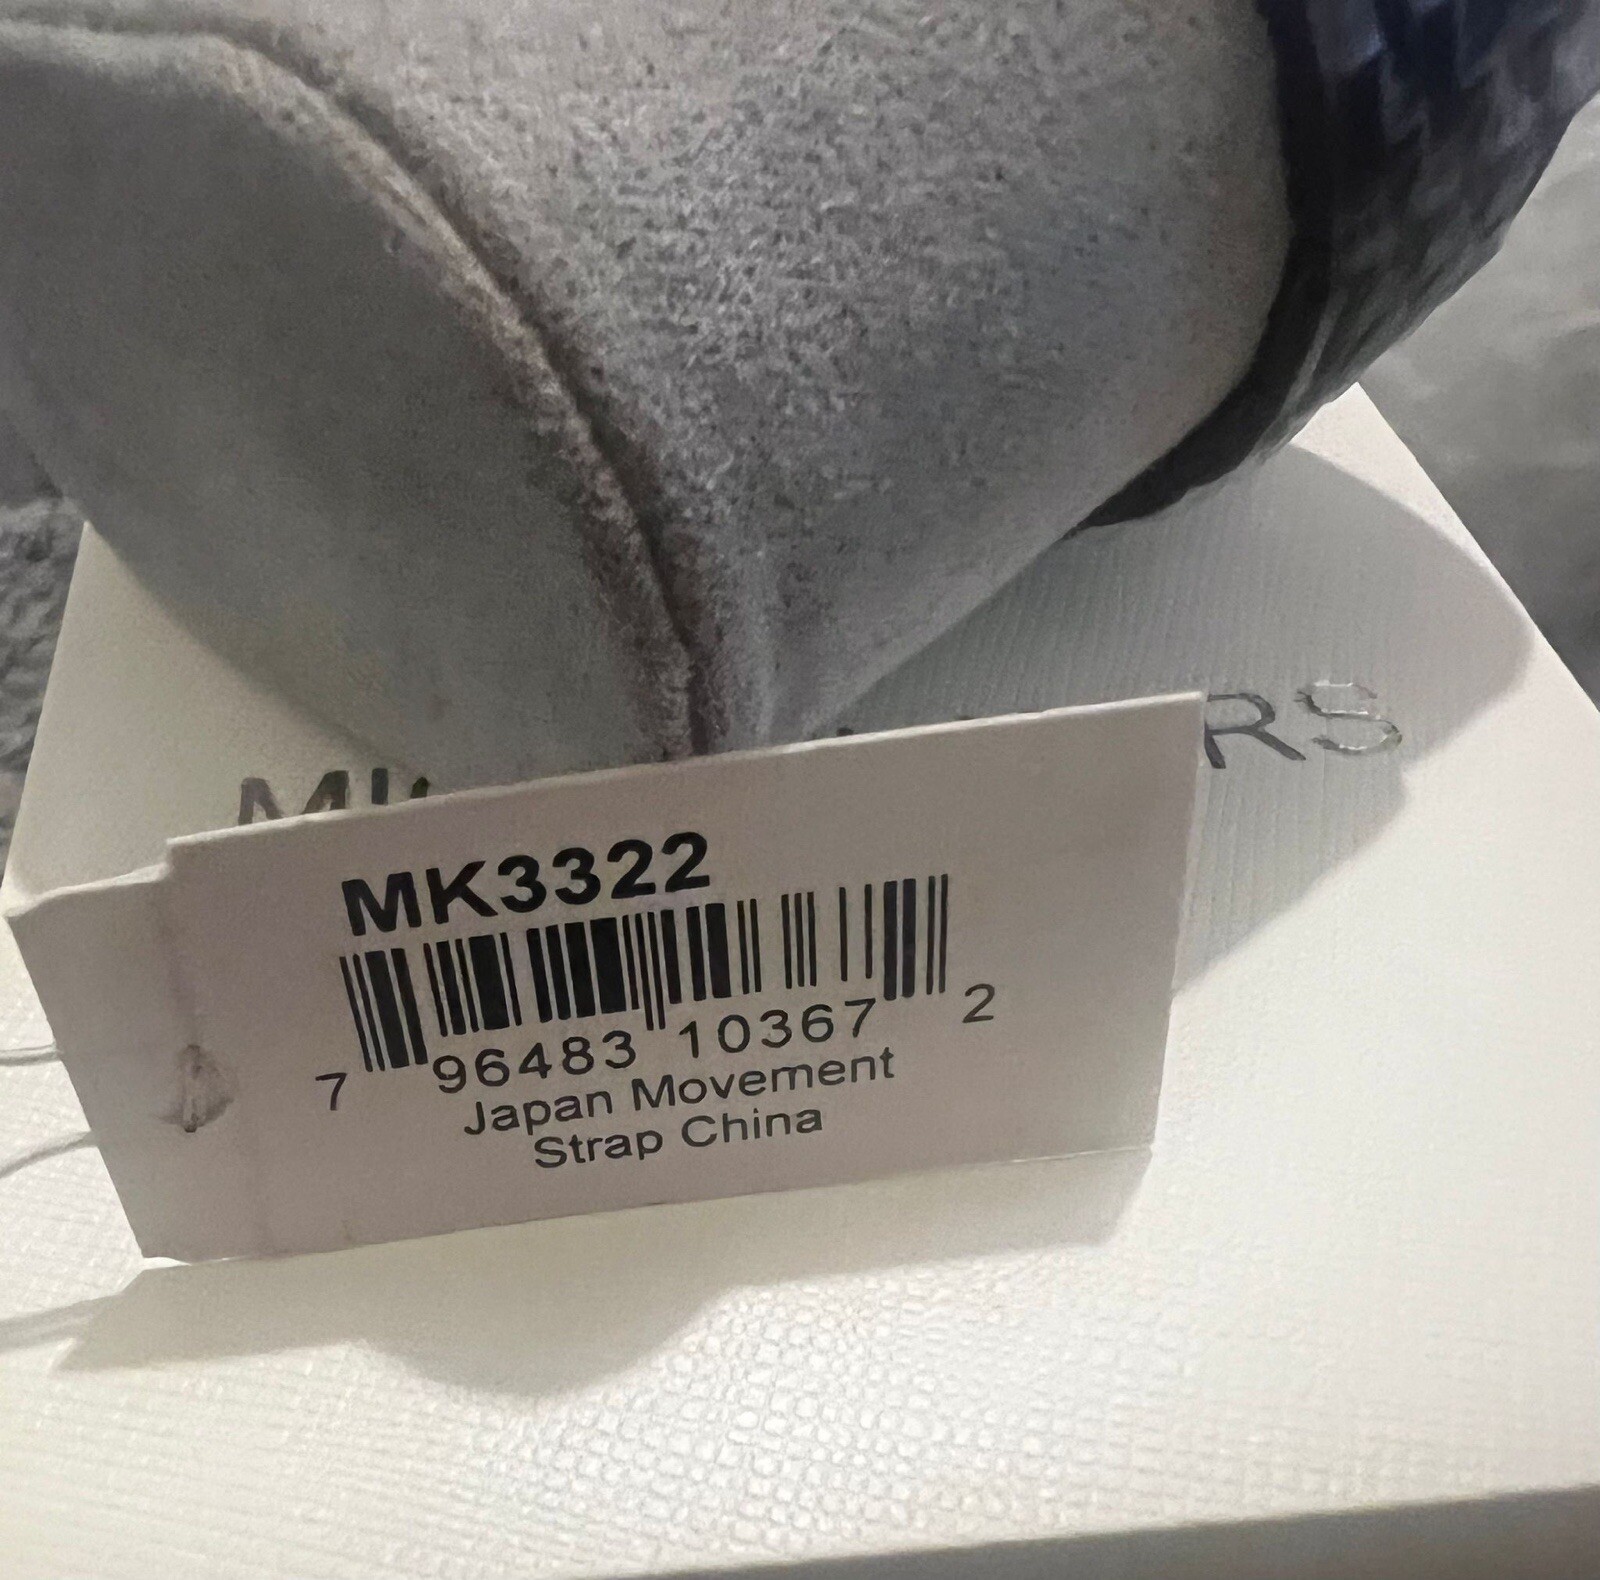 MK3322
7 96483 10367 2
Japan Movement
Strap China